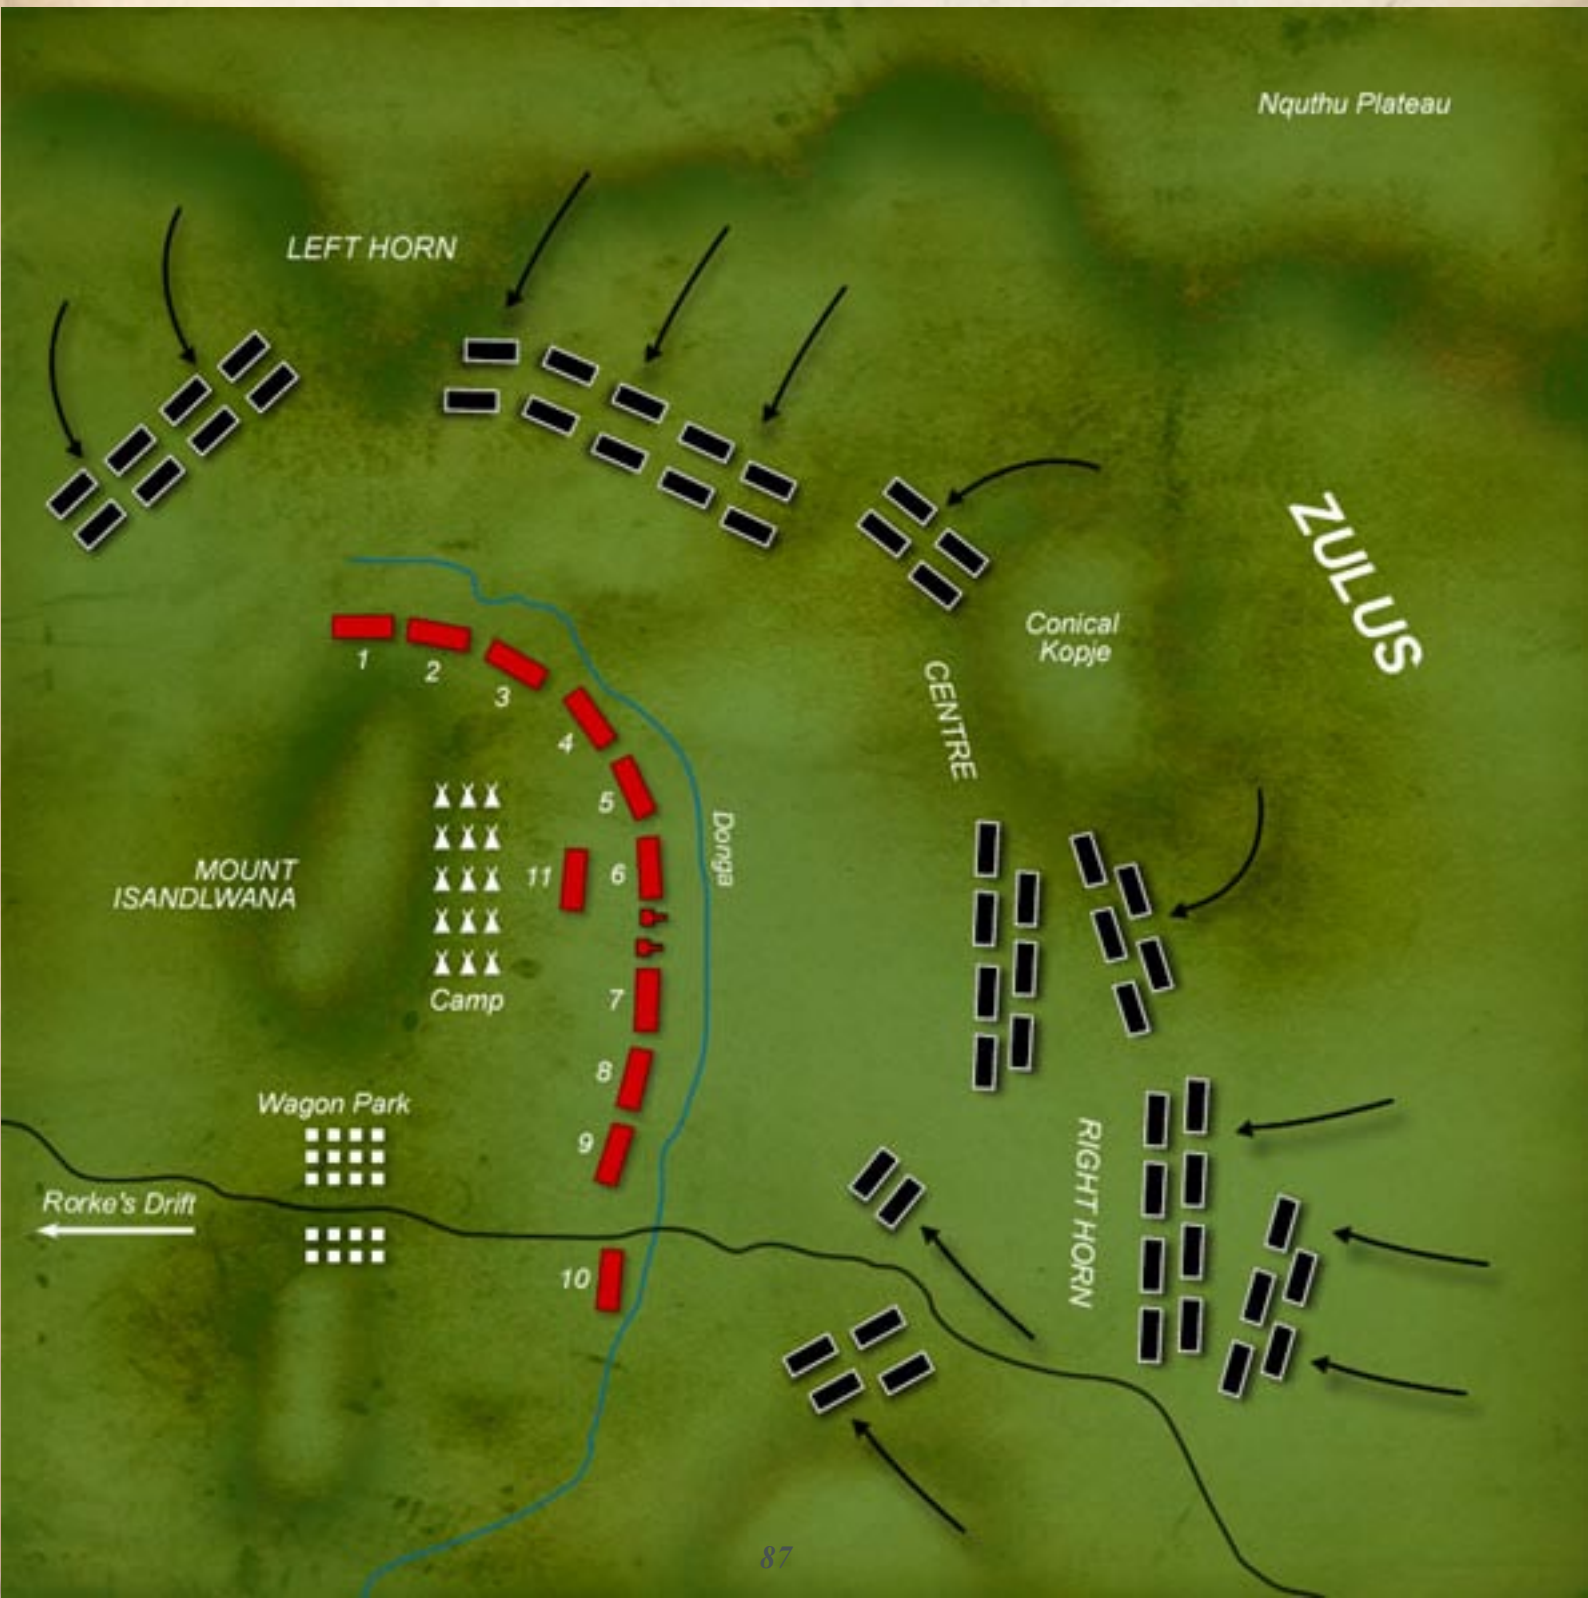 Nquthu Plateau
LEFT HORN
ZULUS
Conical
Kopje
CENTRE
1
2
3
4
5
6
11
Donga
MOUNT
ISANDLWANA
Camp
7
8
9
10
Wagon Park
Rorke's Drift
RIGHT HORN
87